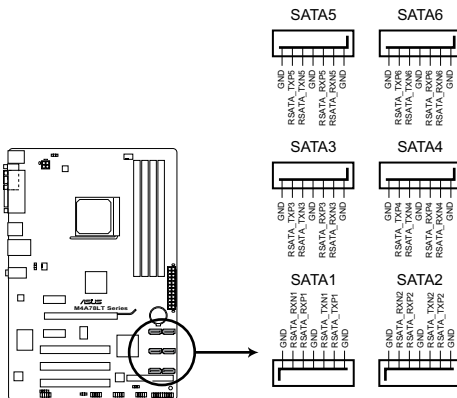 SATA5
GND
RSATA_TXP5
RSATA_TXN5
GND
RSATA_RXP5
RSATA_RXN5
GND
SATA6
GND
RSATA_TXP6
RSATA_TXN6
GND
RSATA_RXP6
RSATA_RXN6
GND
SATA3
GND
RSATA_TXP3
RSATA_TXN3
GND
RSATA_RXP3
RSATA_RXN3
GND
SATA4
GND
RSATA_TXP4
RSATA_TXN4
GND
RSATA_RXP4
RSATA_RXN4
GND
SATA1
GND
RSATA_RXN1
RSATA_RXP1
GND
RSATA_TXN1
RSATA_TXP1
GND
SATA2
GND
RSATA_RXN2
RSATA_RXP2
GND
RSATA_TXN2
RSATA_TXP2
GND
ASUS
M4A78LT Series